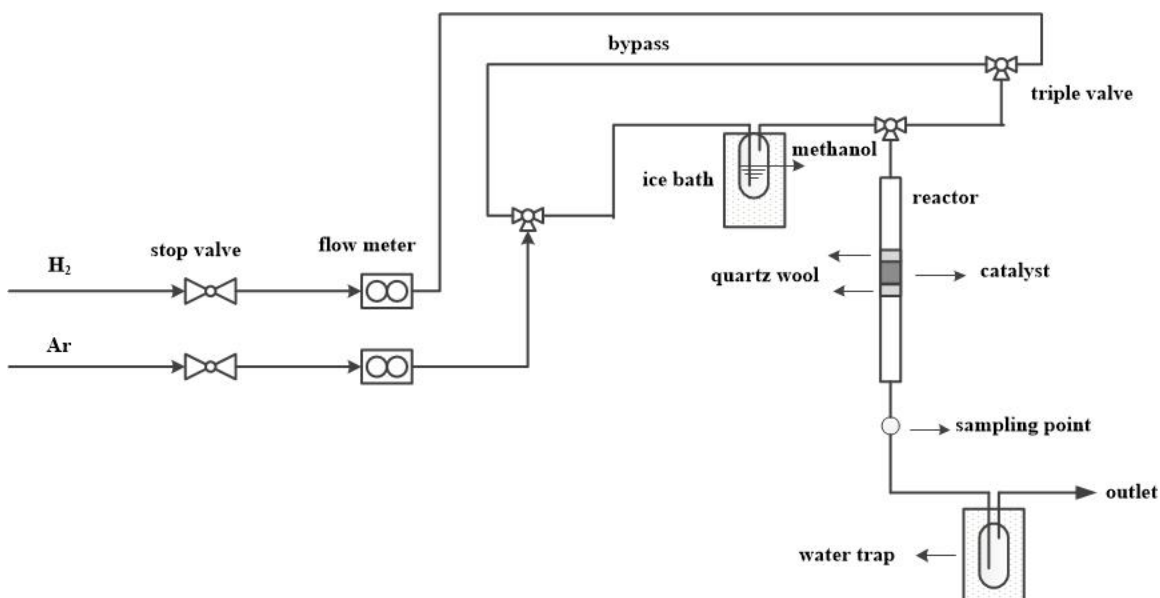 bypass
triple valve
methanol
ice bath
reactor
stop valve
flow meter
H₂
quartz wool
catalyst
Ar
sampling point
outlet
water trap